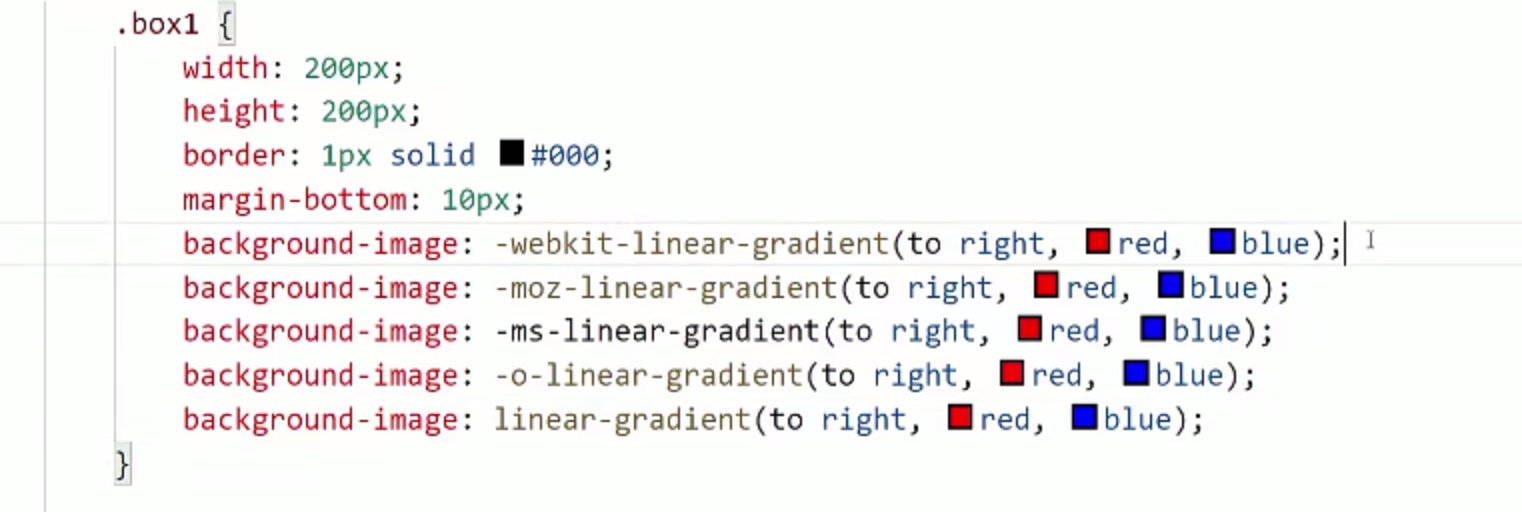 .box1 {
width: 200px;
height: 200px;
border: 1px solid #000;
margin-bottom: 10px;
background-image: -webkit-linear-gradient(to right, red, blue);
background-image: -moz-linear-gradient(to right, red, blue);
background-image: -ms-linear-gradient(to right, red, blue);
background-image: -o-linear-gradient(to right, red, blue);
background-image: linear-gradient(to right, red, blue);
}